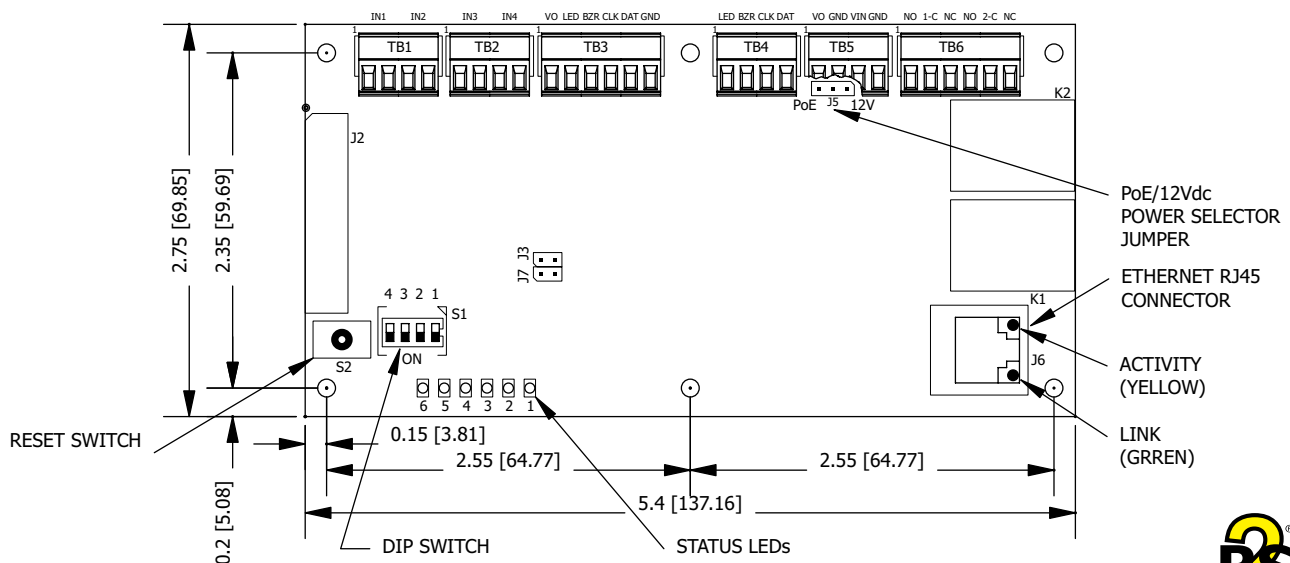 IN1 IN2 IN3 IN4 VO LED BZR CLK DAT GND LED BZR CLK DAT VO GND VIN GND NO 1-C NC NO 2-C NC
1 1 1 1 1 1
TB1 TB2 TB3 TB4 TB5 TB6
PoE J5 12V
K2
J2
2.75 [69.85]
2.35 [59.69]
PoE/12Vdc
POWER SELECTOR
JUMPER
J3
J7
ETHERNET RJ45
CONNECTOR
4 3 2 1
S1
K1
S2
ON
J6
ACTIVITY
(YELLOW)
6 5 4 3 2 1
RESET SWITCH
0.15 [3.81]
LINK
(GRREN)
2.55 [64.77] 2.55 [64.77]
5.4 [137.16]
0.2 [5.08]
DIP SWITCH
STATUS LEDs
®